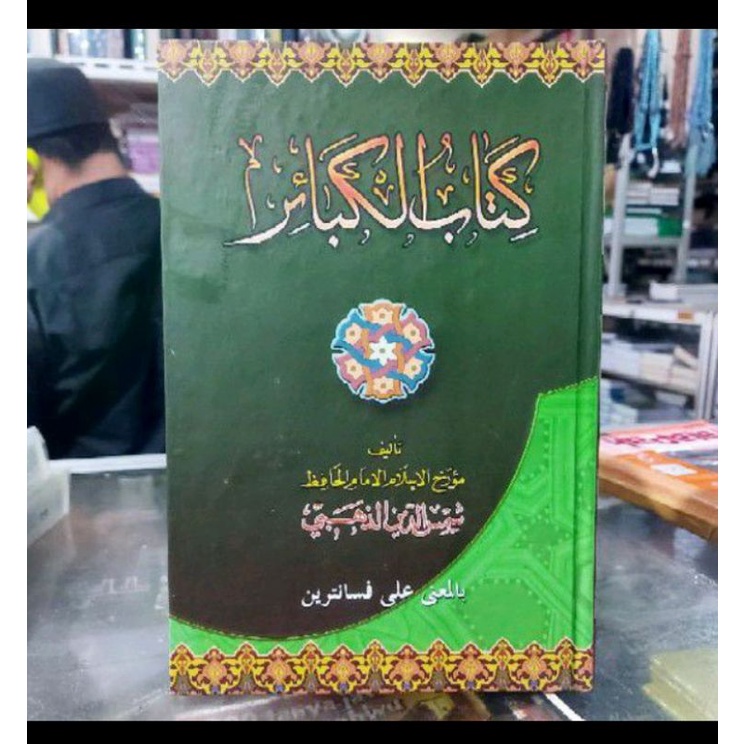 كتاب الكبائر
تأليف
مؤرخ الإسلام الإمام الحافظ
شمس الدين الذهبي
بالمعنى على فسانترين